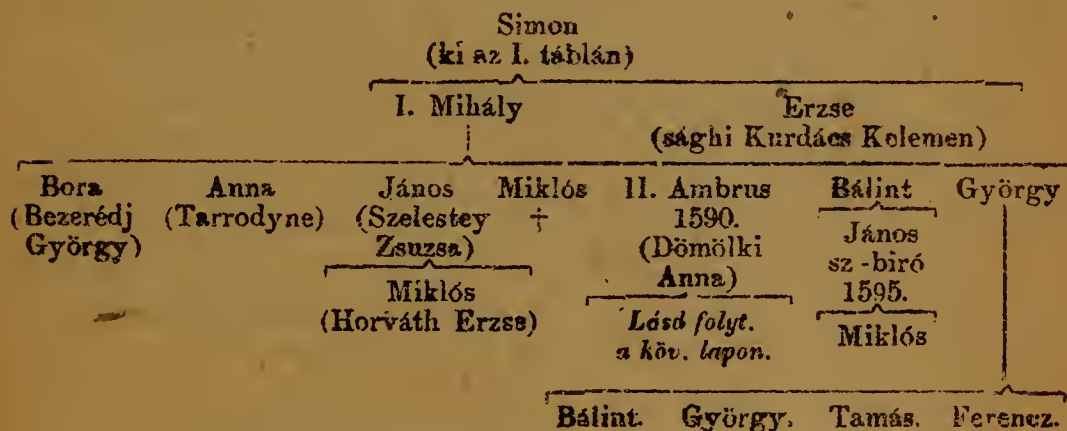 Simon
(ki az I. táblán)
I. Mihály Erzse
(sághi Kurdács Kelemen)
Bora Anna János Miklós II. Ambrus Bálint György
(Bezerédj (Tarrodyne) (Szelestey † 1590. János
György) Zsuzsa) (Dömölki sz-biró
Miklós Anna) 1595.
(Horváth Erzse) Lásd folyt. Miklós
a köv. lapon.
Bálint. György. Tamás. Ferencz.